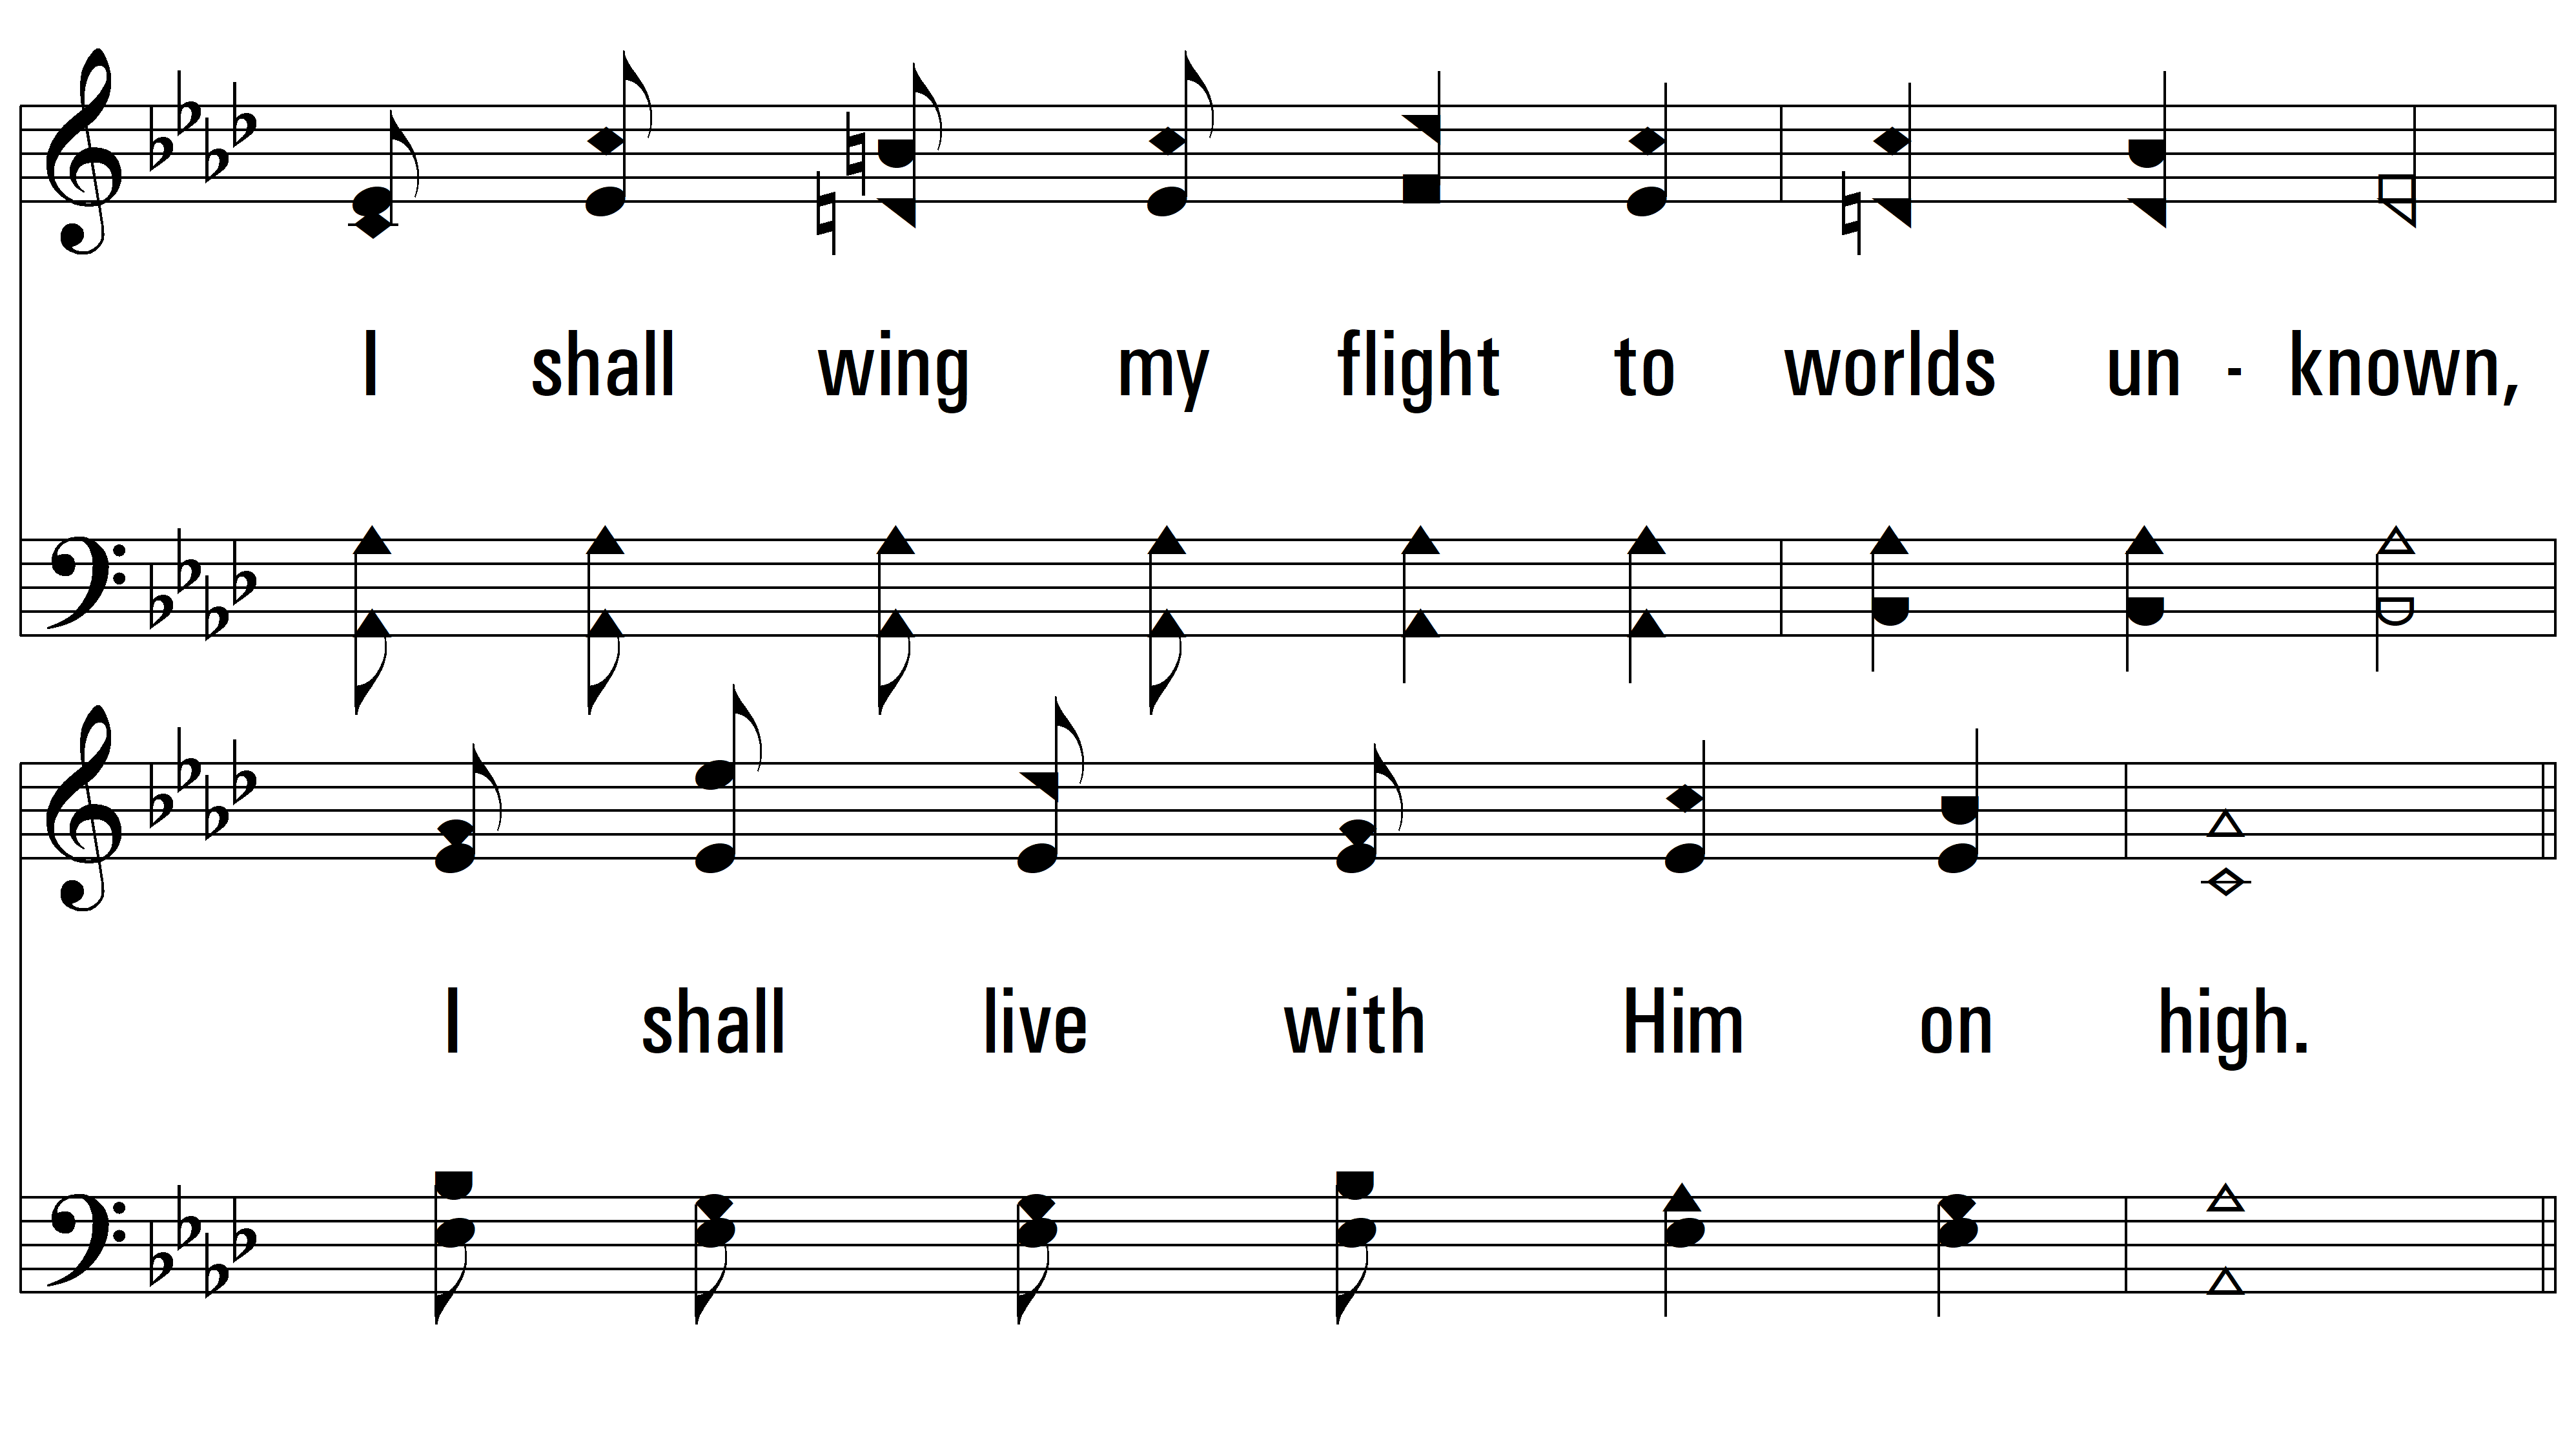 I shall wing my flight to worlds un - known,
I shall live with Him on high.